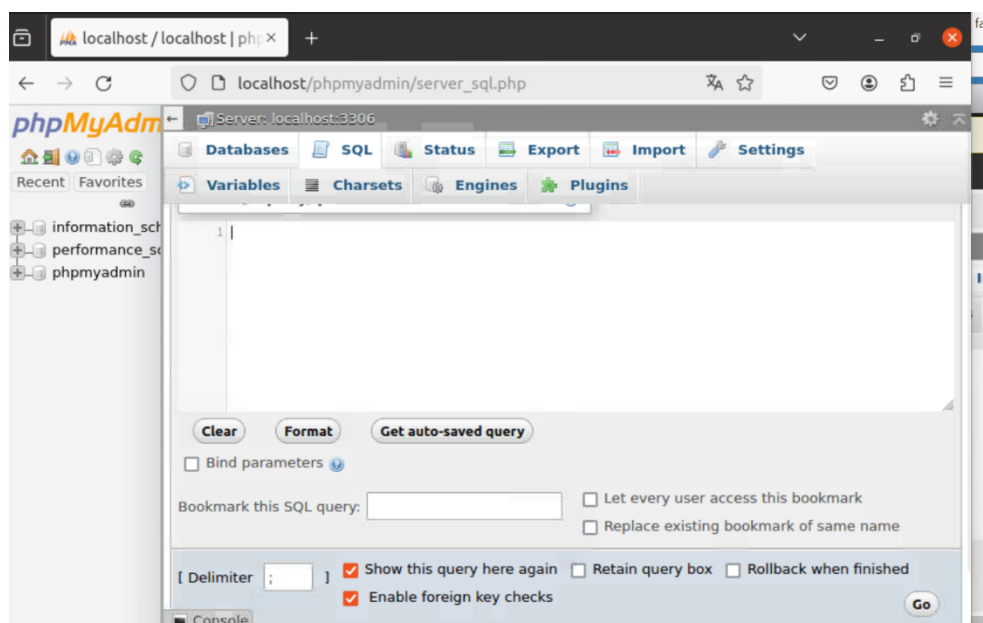 localhost / localhost | php
localhost/phpmyadmin/server_sql.php
phpMyAdm
Server: localhost:3306
Databases SQL Status Export Import Settings
Recent Favorites
Variables Charsets Engines Plugins
information_sch
performance_sc
phpmyadmin
1
Clear Format Get auto-saved query
Bind parameters
Bookmark this SQL query:
Let every user access this bookmark
Replace existing bookmark of same name
[ Delimiter ; ] Show this query here again Retain query box Rollback when finished
Enable foreign key checks
Go
Console